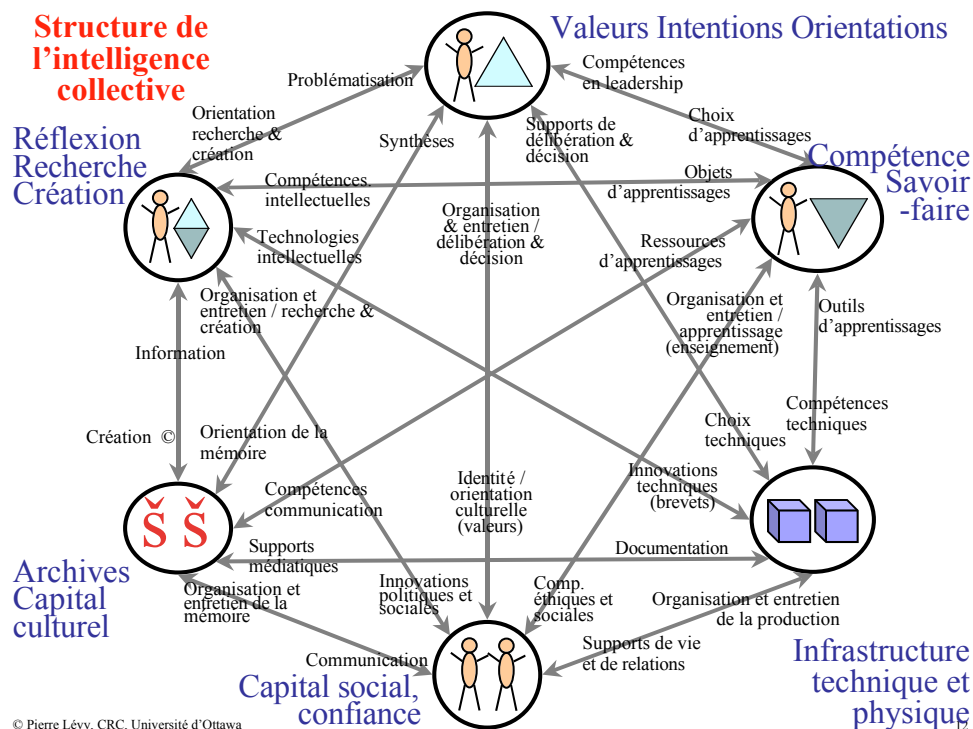 Structure de
l'intelligence
collective
Valeurs Intentions Orientations
Problématisation
Compétences
en leadership
Orientation
recherche &
création
Synthèses
Supports de
délibération &
décision
Choix
d'apprentissages
Réflexion
Recherche
Création
Compétence
Savoir
-faire
Compétences.
intellectuelles
Objets
d'apprentissages
Organisation
& entretien /
délibération &
décision
Technologies
intellectuelles
Ressources
d'apprentissages
Organisation et
entretien / recherche &
création
Organisation et
entretien /
apprentissage
(enseignement)
Outils
d'apprentissages
Information
Création ©
Orientation de la
mémoire
Choix
techniques
Compétences
techniques
Compétences
communication
Identité /
orientation
culturelle
(valeurs)
Innovations
techniques
(brevets)
Š Š
Supports
médiatiques
Documentation
Archives
Capital
culturel
Organisation et
entretien de la
mémoire
Innovations
politiques et
sociales
Comp.
éthiques et
sociales
Organisation et entretien
de la production
Communication
Supports de vie
et de relations
Capital social,
confiance
Infrastructure
technique et
physique
© Pierre Lévy, CRC, Université d'Ottawa
12